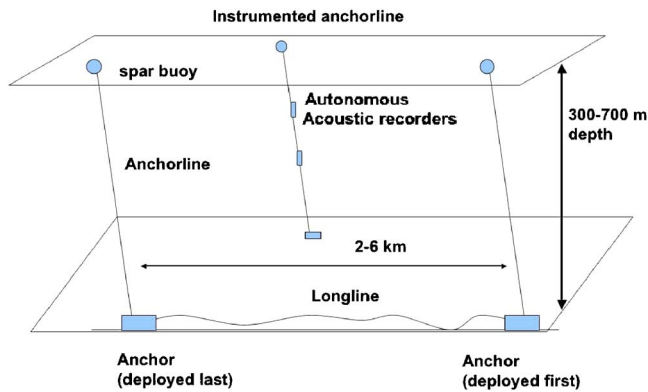 Instrumented anchorline
spar buoy
Autonomous
Acoustic recorders
300-700 m
depth
Anchorline
2-6 km
Longline
Anchor
(deployed last)
Anchor
(deployed first)